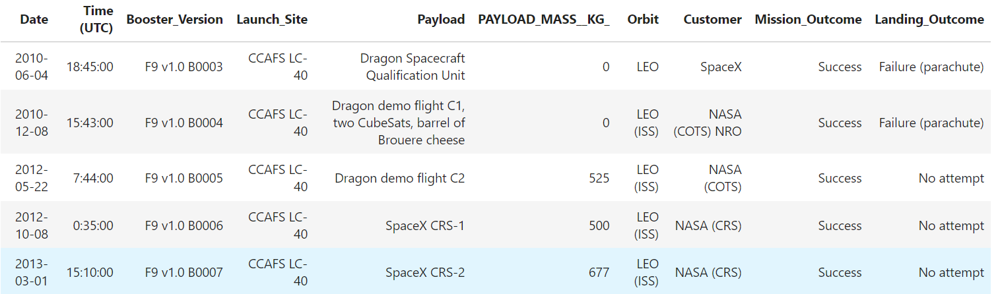 Date Time (UTC) Booster_Version Launch_Site Payload PAYLOAD_MASS__KG_ Orbit Customer Mission_Outcome Landing_Outcome
2010-06-04 18:45:00 F9 v1.0 B0003 CCAFS LC-40 Dragon Spacecraft Qualification Unit 0 LEO SpaceX Success Failure (parachute)
2010-12-08 15:43:00 F9 v1.0 B0004 CCAFS LC-40 Dragon demo flight C1, two CubeSats, barrel of Brouere cheese 0 LEO (ISS) NASA (COTS) NRO Success Failure (parachute)
2012-05-22 7:44:00 F9 v1.0 B0005 CCAFS LC-40 Dragon demo flight C2 525 LEO (ISS) NASA (COTS) Success No attempt
2012-10-08 0:35:00 F9 v1.0 B0006 CCAFS LC-40 SpaceX CRS-1 500 LEO (ISS) NASA (CRS) Success No attempt
2013-03-01 15:10:00 F9 v1.0 B0007 CCAFS LC-40 SpaceX CRS-2 677 LEO (ISS) NASA (CRS) Success No attempt